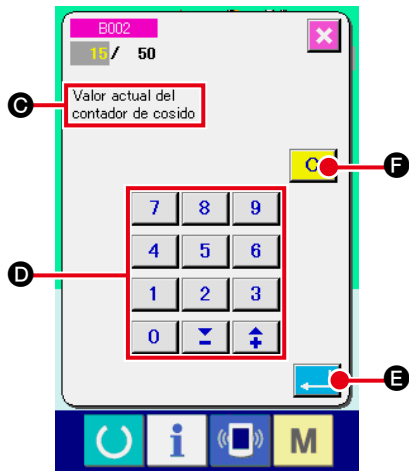 B002
15/ 50
C
Valor actual del
contador de cosido
C
F
7 8 9
4 5 6
D
1 2 3
0
E
i M